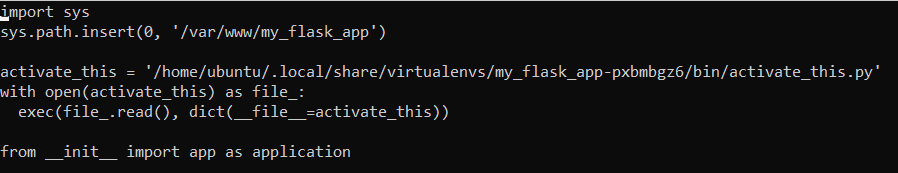 import sys
sys.path.insert(0, '/var/www/my_flask_app')
activate_this = '/home/ubuntu/.local/share/virtualenvs/my_flask_app-pxbmbgz6/bin/activate_this.py'
with open(activate_this) as file_:
  exec(file_.read(), dict(__file__=activate_this))
from __init__ import app as application